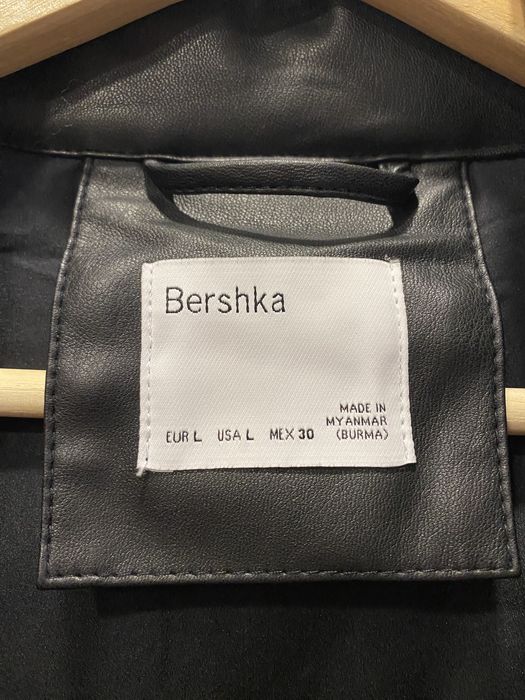 Bershka
EUR L USA L MEX 30
MADE IN
MYANMAR
(BURMA)